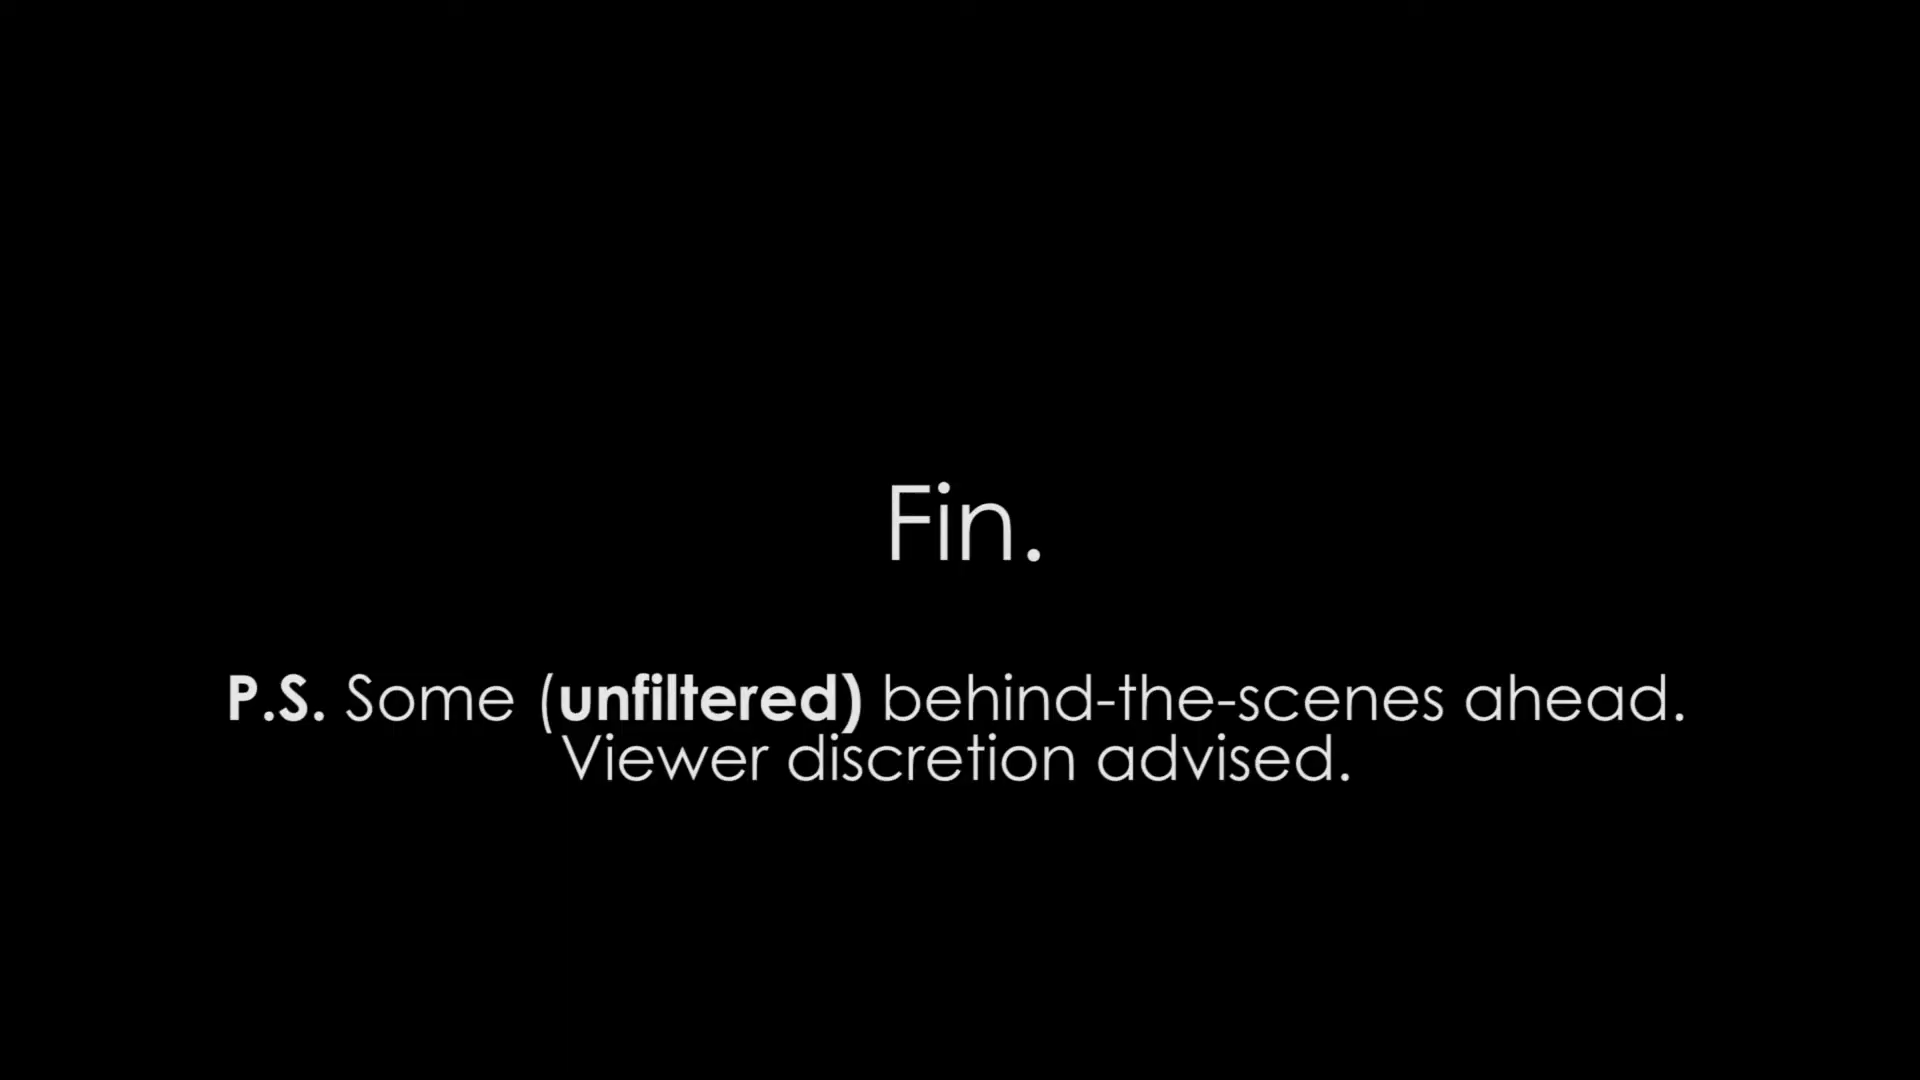 Fin.
P.S. Some (unfiltered) behind-the-scenes ahead.
Viewer discretion advised.